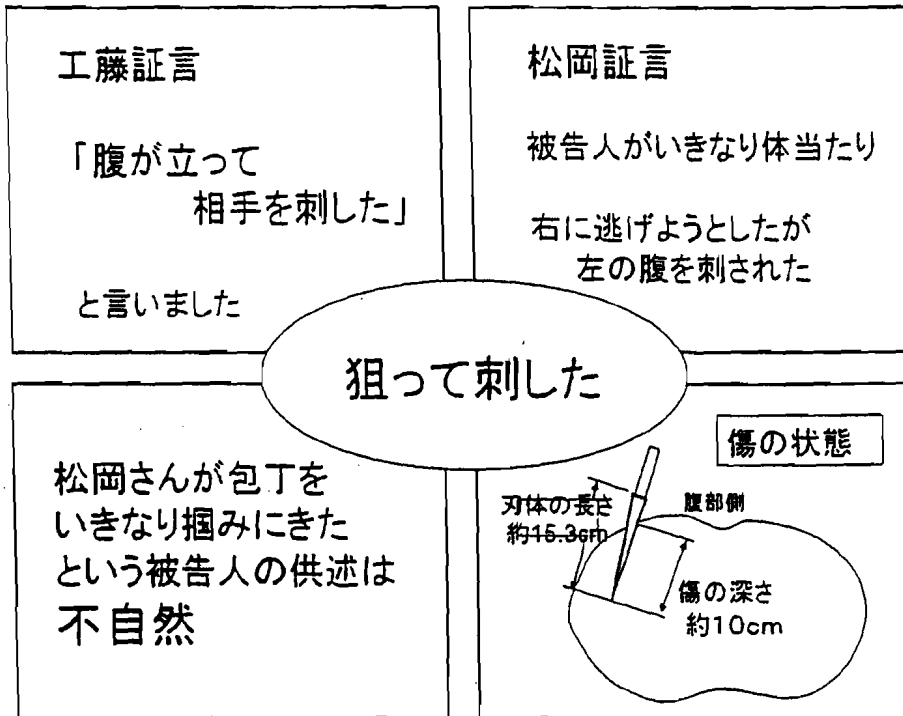 工藤証言
「腹が立って
相手を刺した」
と言いました
松岡証言
被告人がいきなり体当たり
右に逃げようとしたが
左の腹を刺された
狙って刺した
松岡さんが包丁を
いきなり掴みにきた
という被告人の供述は
不自然
傷の状態
刃体の長さ
約15.3cm
腹部側
傷の深さ
約10cm